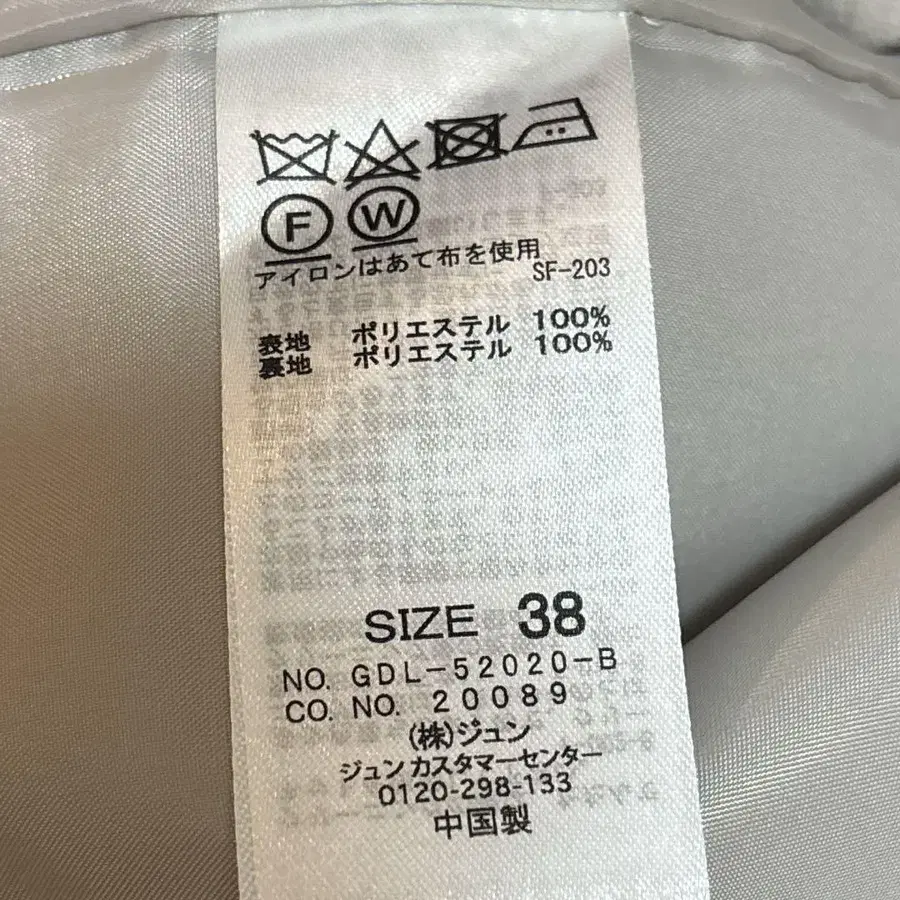 F W
アイロンはあて布を使用
SF-203
表地 ポリエステル 100%
裏地 ポリエステル 100%
SIZE 38
NO. GDL-52020-B
CO. NO. 20089
(株)ジュン
ジュン カスタマーセンター
0120-298-133
中国製